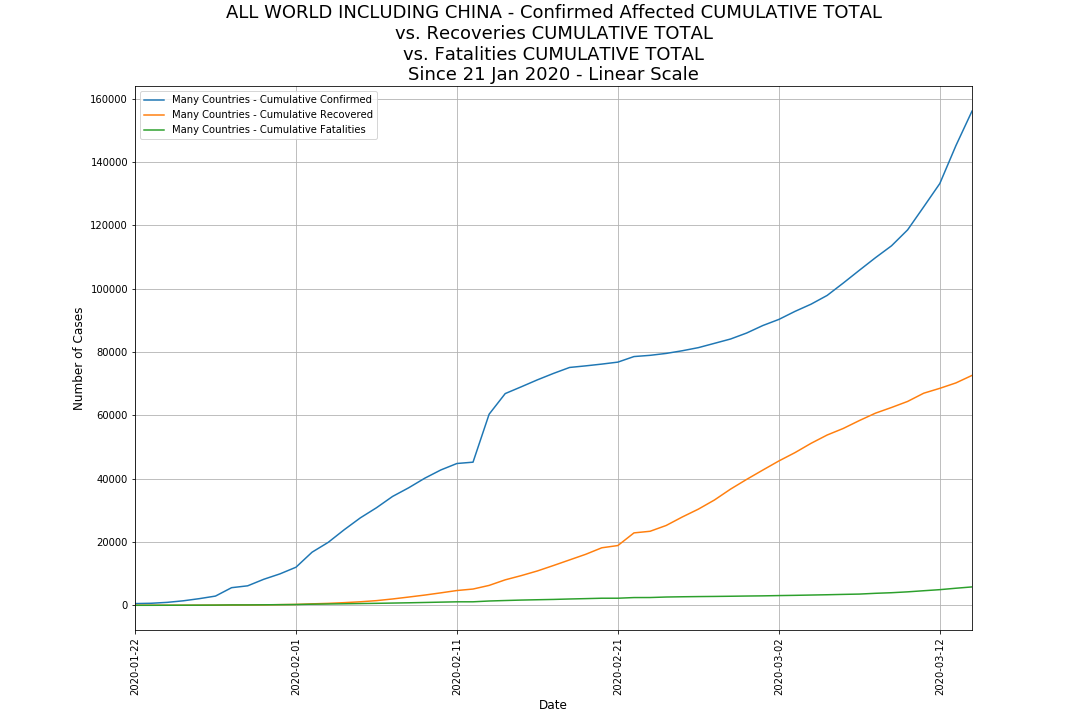 ALL WORLD INCLUDING CHINA - Confirmed Affected CUMULATIVE TOTAL
vs. Recoveries CUMULATIVE TOTAL
vs. Fatalities CUMULATIVE TOTAL
Since 21 Jan 2020 - Linear Scale
Many Countries - Cumulative Confirmed
Many Countries - Cumulative Recovered
Many Countries - Cumulative Fatalities
160000
140000
120000
100000
80000
60000
40000
20000
0
Number of Cases
2020-01-22
2020-02-01
2020-02-11
2020-02-21
2020-03-02
2020-03-12
Date